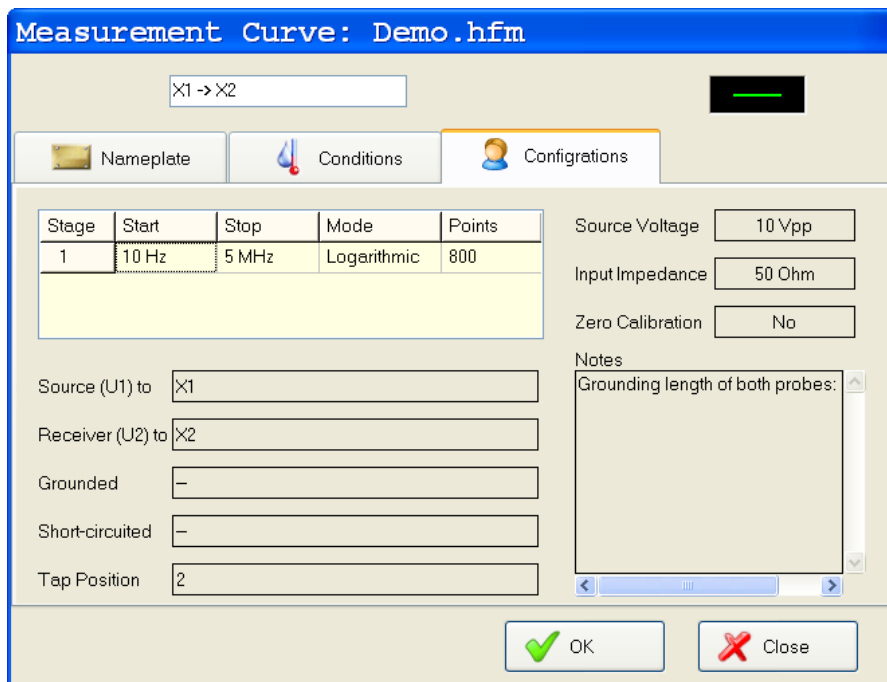 Measurement Curve: Demo.hfm
X1 -> X2
Nameplate
Conditions
Configrations
Stage Start Stop Mode Points
1 10 Hz 5 MHz Logarithmic 800
Source Voltage 10 Vpp
Input Impedance 50 Ohm
Zero Calibration No
Notes
Grounding length of both probes:
Source (U1) to X1
Receiver (U2) to X2
Grounded –
Short-circuited –
Tap Position 2
OK
Close